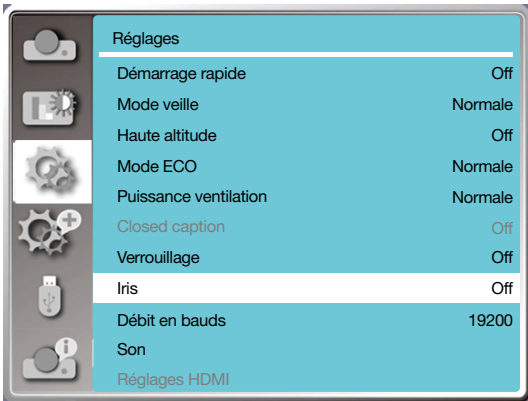 Réglages
Démarrage rapide Off
Mode veille Normale
Haute altitude Off
Mode ECO Normale
Puissance ventilation Normale
Closed caption Off
Verrouillage Off
Iris Off
Débit en bauds 19200
Son
Réglages HDMI